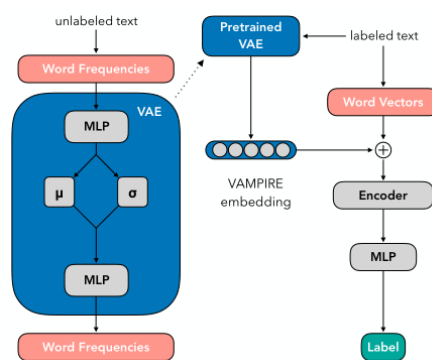 unlabeled text
Word Frequencies
VAE
MLP
μ
σ
MLP
Word Frequencies
Pretrained
VAE
labeled text
Word Vectors
+
VAMPIRE
embedding
Encoder
MLP
Label